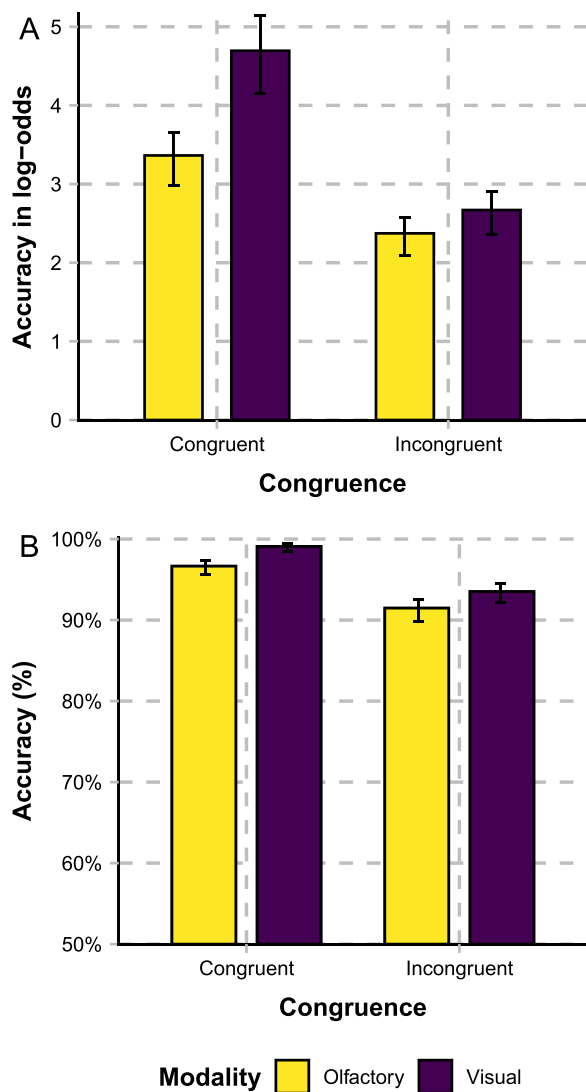 A
5
4
3
2
1
0
Accuracy in log−odds
Congruent Incongruent
Congruence
B
100%
90%
80%
70%
60%
50%
Accuracy (%)
Congruent Incongruent
Congruence
Modality Olfactory Visual